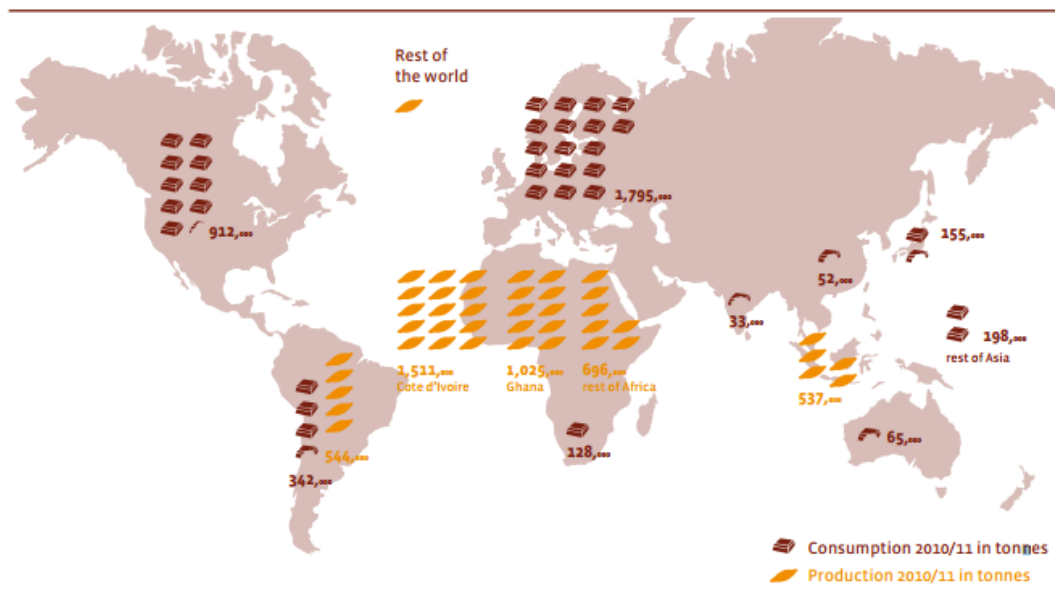 Rest of
the world
1,795,000
912,000
155,000
52,000
33,000
198,000
rest of Asia
1,511,000
Cote d'Ivoire
1,025,000
Ghana
696,000
rest of Africa
537,000
128,000
65,000
544,000
342,000
Consumption 2010/11 in tonnes
Production 2010/11 in tonnes